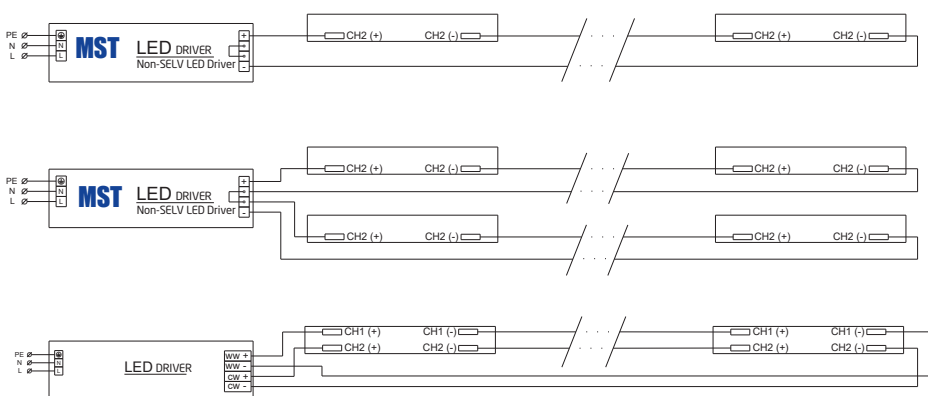 PE
N
L
N
L
MST
LED DRIVER
Non-SELV LED Driver
+
-
CH2 (+) CH2 (-)
· · ·
· · ·
CH2 (+) CH2 (-)
PE
N
L
N
L
MST
LED DRIVER
Non-SELV LED Driver
+
-
CH2 (+) CH2 (-)
· · ·
· · ·
CH2 (+) CH2 (-)
CH2 (+) CH2 (-)
· · ·
· · ·
CH2 (+) CH2 (-)
PE
N
L
N
L
LED DRIVER
WW +
WW -
CW +
CW -
CH1 (+) CH1 (-)
CH2 (+) CH2 (-)
· · ·
· · ·
CH1 (+) CH1 (-)
CH2 (+) CH2 (-)